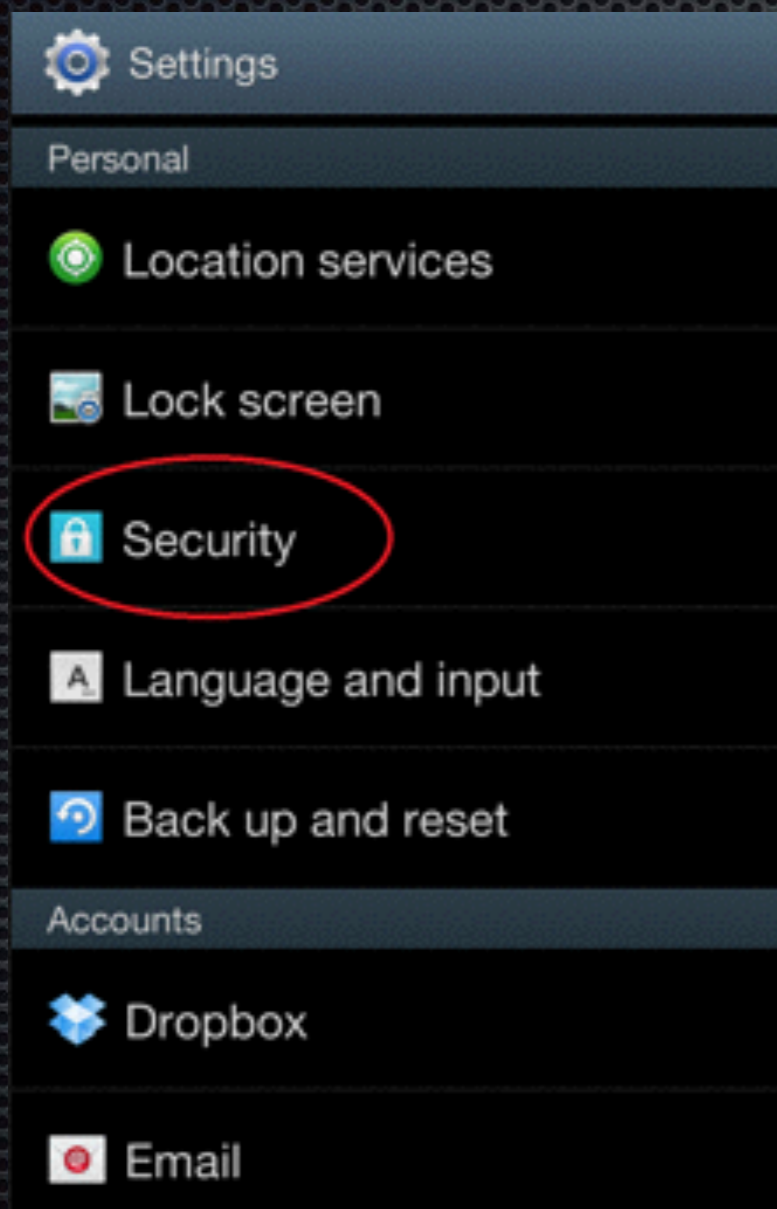 Settings
Personal
Location services
Lock screen
Security
Language and input
Back up and reset
Accounts
Dropbox
Email